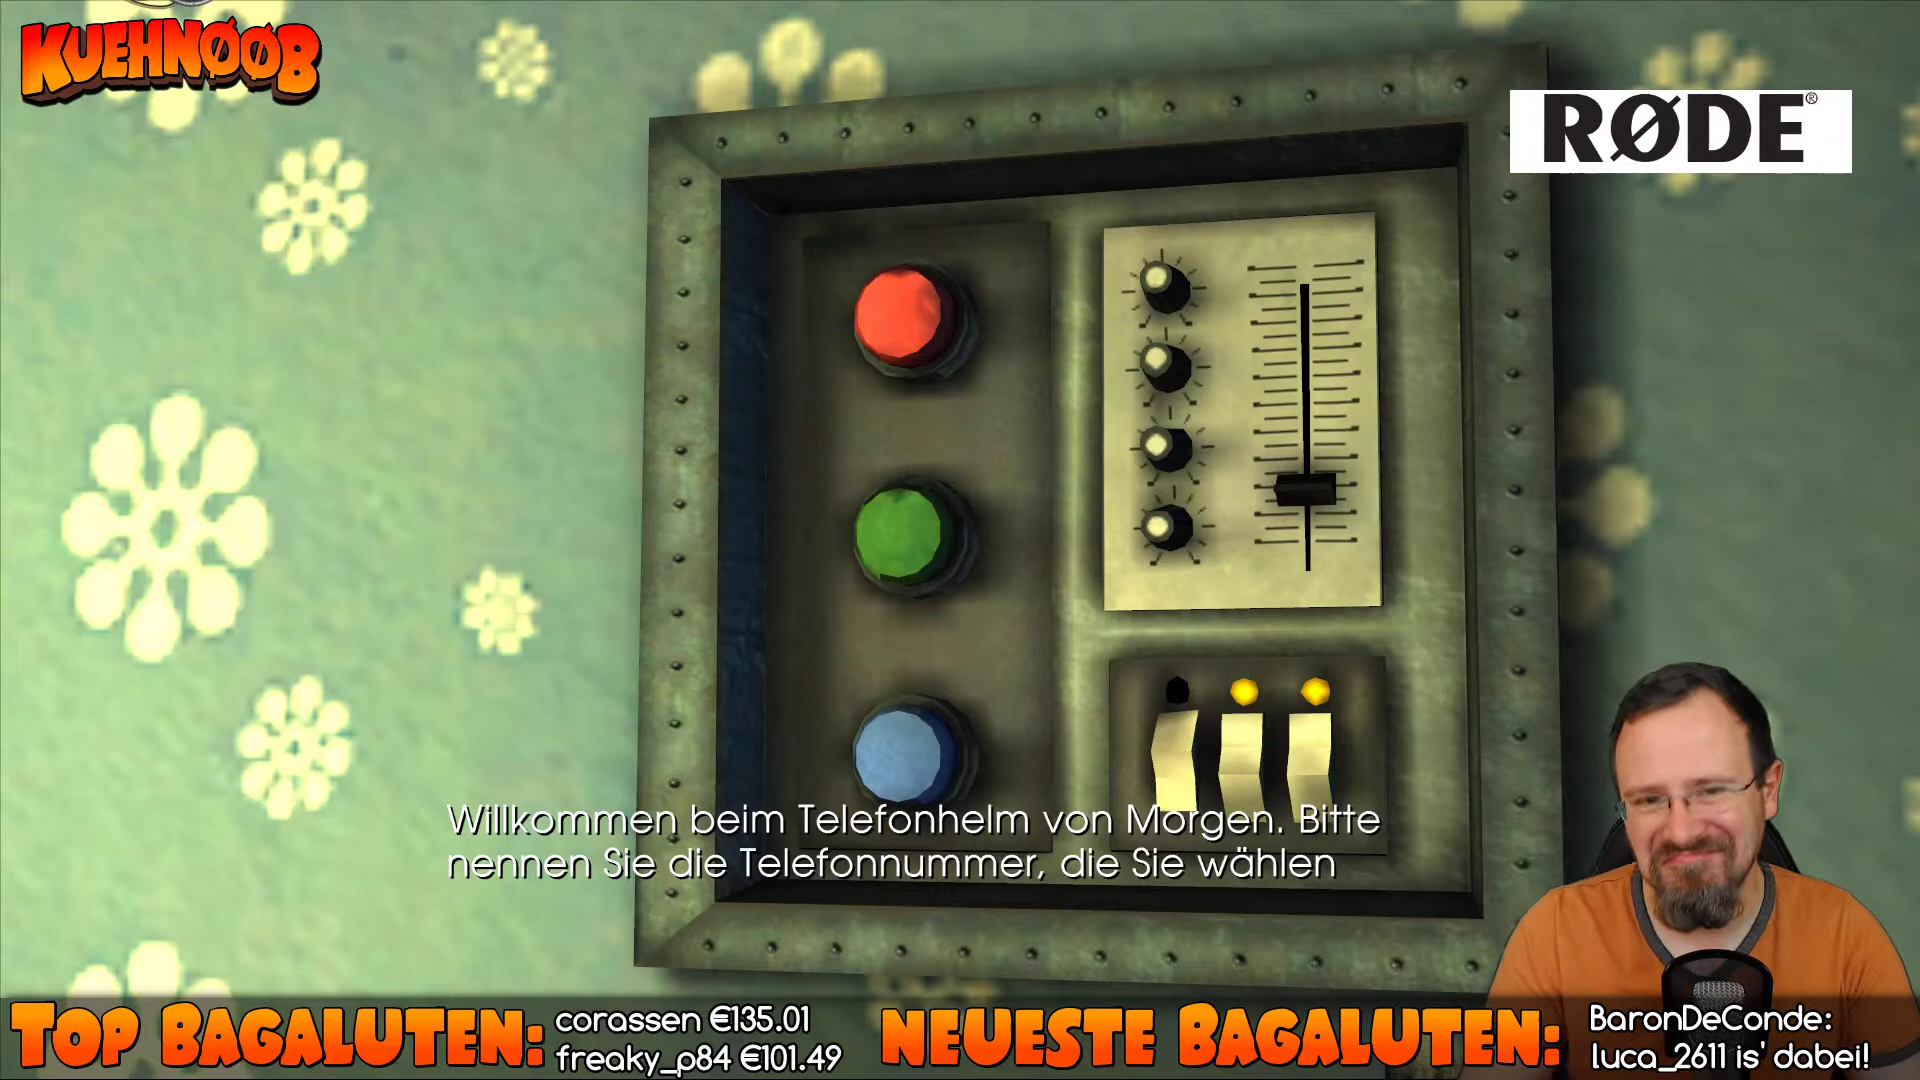 KUEHNØØB
RØDE®
Willkommen beim Telefonhelm von Morgen. Bitte
nennen Sie die Telefonnummer, die Sie wählen
TOP BAGALUTEN:
corassen €135.01
freaky_p84 €101.49
NEUESTE BAGALUTEN:
BaronDeConde:
luca_2611 is' dabei!